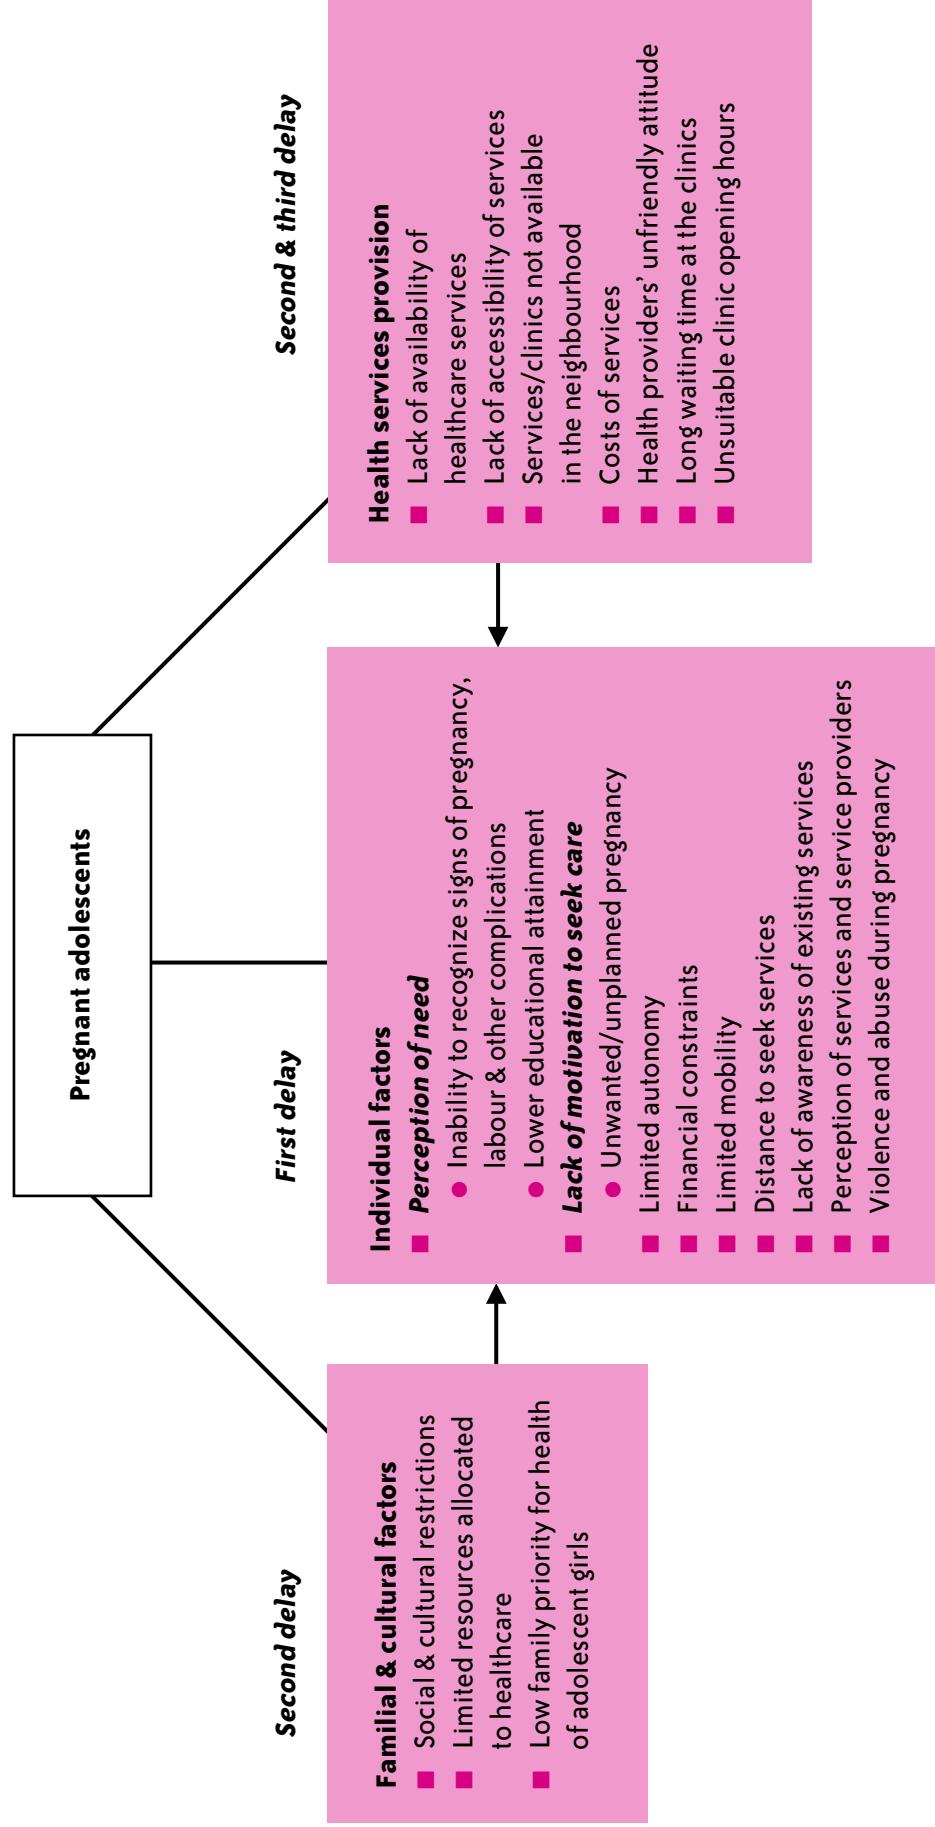 Pregnant adolescents
Second delay
Familial & cultural factors
■ Social & cultural restrictions
■ Limited resources allocated
to healthcare
■ Low family priority for health
of adolescent girls
First delay
Individual factors
■ Perception of need
● Inability to recognize signs of pregnancy,
labour & other complications
● Lower educational attainment
■ Lack of motivation to seek care
● Unwanted/unplanned pregnancy
■ Limited autonomy
■ Financial constraints
■ Limited mobility
■ Distance to seek services
■ Lack of awareness of existing services
■ Perception of services and service providers
■ Violence and abuse during pregnancy
Second & third delay
Health services provision
■ Lack of availability of
healthcare services
■ Lack of accessibility of services
■ Services/clinics not available
in the neighbourhood
■ Costs of services
■ Health providers' unfriendly attitude
■ Long waiting time at the clinics
■ Unsuitable clinic opening hours